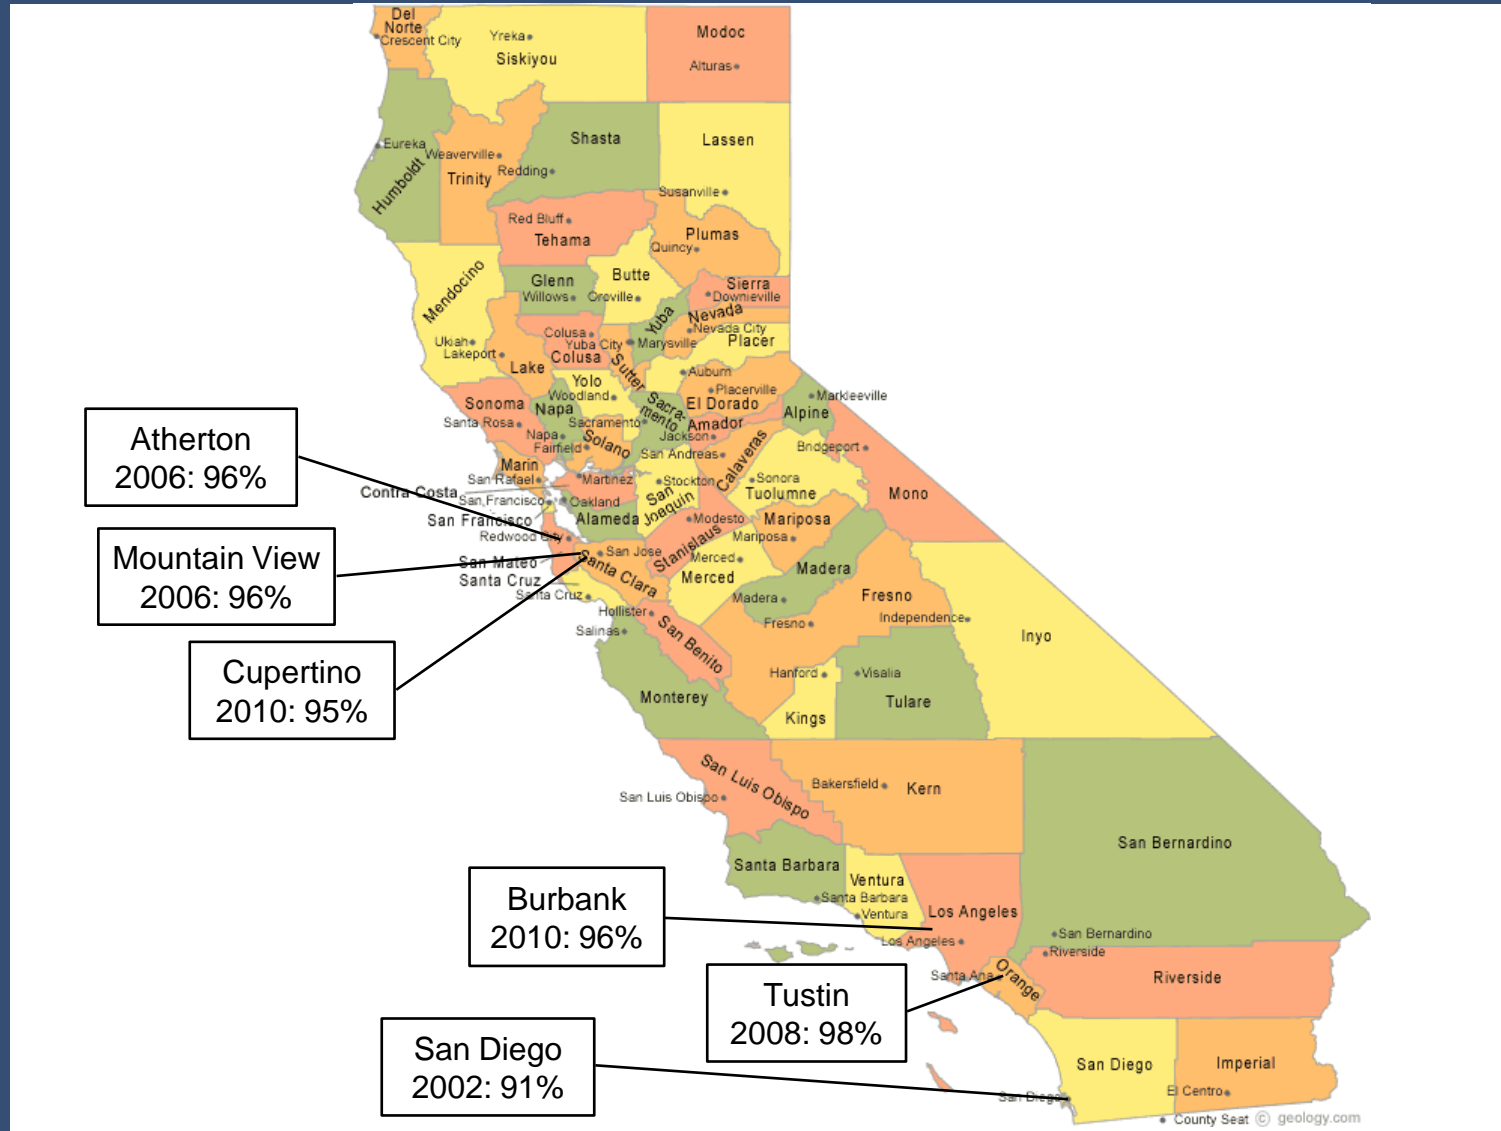 Del
Norte
Crescent City
Yreka
Siskiyou
Modoc
Alturas
Eureka
Humboldt
Weaverville
Trinity
Shasta
Redding
Lassen
Susanville
Red Bluff
Tehama
Plumas
Quincy
Mendocino
Ukiah
Glenn
Willows
Butte
Oroville
Sierra
Downieville
Yuba
Nevada
Nevada City
Colusa
Colusa
Yuba City
Marysville
Placer
Lakeport
Lake
Sutter
Auburn
Yolo
Woodland
Placerville
El Dorado
Markleeville
Alpine
Sonoma
Santa Rosa
Napa
Napa
Sacramento
Sacra-
mento
Amador
Jackson
Fairfield
Solano
San Andreas
Calaveras
Bridgeport
Mono
Marin
San Rafael
Martinez
Contra Costa
Stockton
San
Joaquin
Sonora
Tuolumne
San Francisco
Oakland
San Francisco
Alameda
Modesto
Stanislaus
Mariposa
Mariposa
Redwood City
San Jose
San Mateo
Santa Clara
Merced
Merced
Madera
Madera
Santa Cruz
Santa Cruz
Fresno
Fresno
Independence
Inyo
Hollister
Salinas
San Benito
Monterey
Hanford
Kings
Visalia
Tulare
San Luis Obispo
San Luis Obispo
Bakersfield
Kern
San Bernardino
Santa Barbara
Santa Barbara
Ventura
Ventura
Los Angeles
Los Angeles
San Bernardino
Riverside
Riverside
Santa Ana
Orange
San Diego
San Diego
Imperial
El Centro
County Seat © geology.com
Atherton
2006: 96%
Mountain View
2006: 96%
Cupertino
2010: 95%
Burbank
2010: 96%
Tustin
2008: 98%
San Diego
2002: 91%